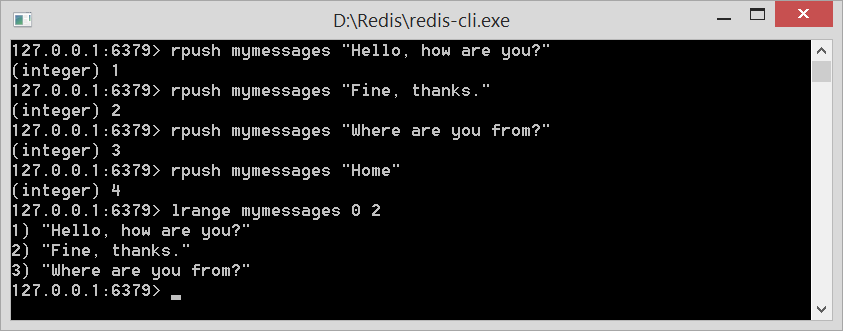 D:\Redis\redis-cli.exe
127.0.0.1:6379> rpush mymessages "Hello, how are you?"
(integer) 1
127.0.0.1:6379> rpush mymessages "Fine, thanks."
(integer) 2
127.0.0.1:6379> rpush mymessages "Where are you from?"
(integer) 3
127.0.0.1:6379> rpush mymessages "Home"
(integer) 4
127.0.0.1:6379> lrange mymessages 0 2
1) "Hello, how are you?"
2) "Fine, thanks."
3) "Where are you from?"
127.0.0.1:6379>